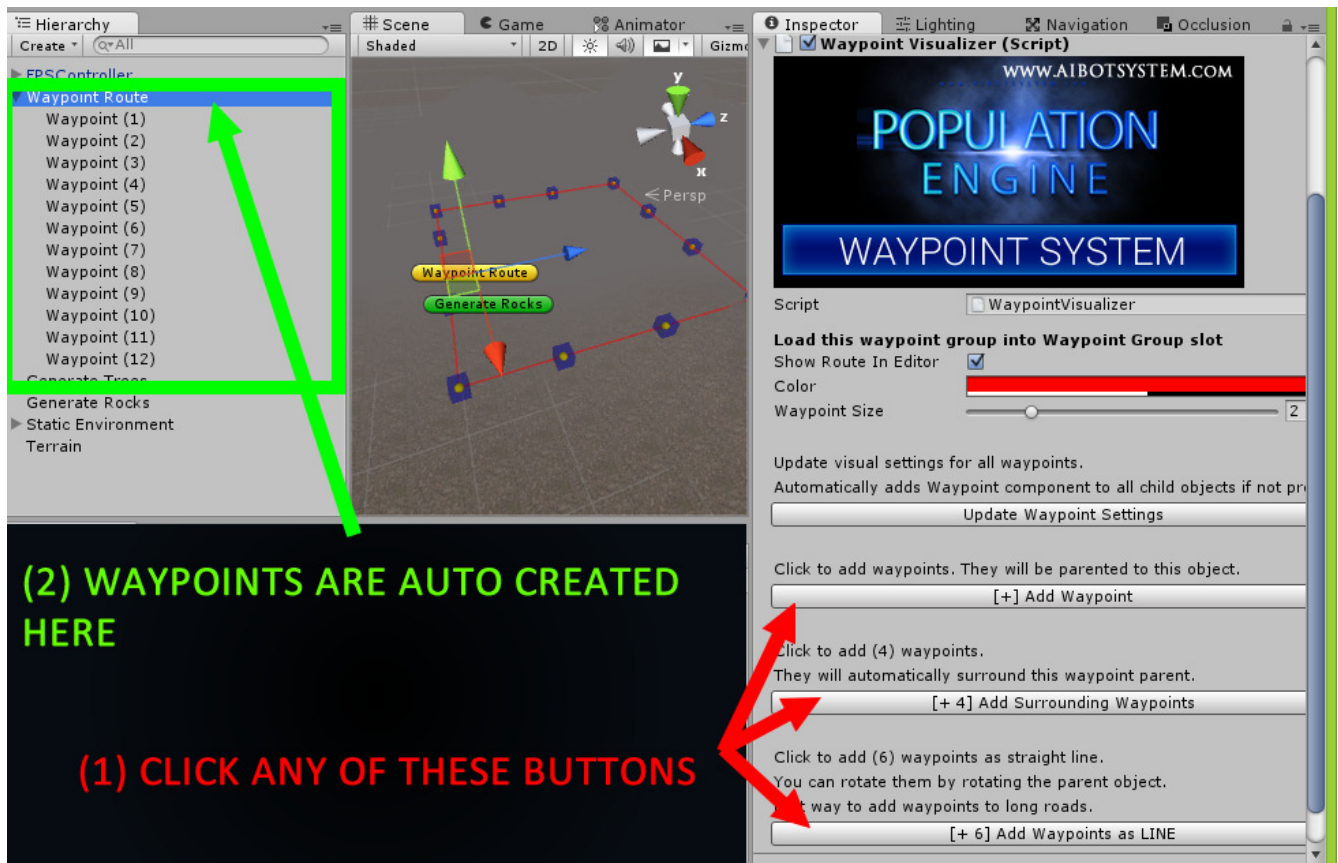 Hierarchy
Create
All
FPSController
Waypoint Route
Waypoint (1)
Waypoint (2)
Waypoint (3)
Waypoint (4)
Waypoint (5)
Waypoint (6)
Waypoint (7)
Waypoint (8)
Waypoint (9)
Waypoint (10)
Waypoint (11)
Waypoint (12)
Generate Trees
Generate Rocks
Static Environment
Terrain
Scene Game Animator
Shaded 2D Gizmo
y
z
x
Persp
Waypoint Route
Generate Rocks
Inspector Lighting Navigation Occlusion
Waypoint Visualizer (Script)
WWW.AIBOTSYSTEM.COM
POPULATION
ENGINE
WAYPOINT SYSTEM
Script WaypointVisualizer
Load this waypoint group into Waypoint Group slot
Show Route In Editor
Color
Waypoint Size 2
Update visual settings for all waypoints.
Automatically adds Waypoint component to all child objects if not pr
Update Waypoint Settings
Click to add waypoints. They will be parented to this object.
[+] Add Waypoint
Click to add (4) waypoints.
They will automatically surround this waypoint parent.
[+ 4] Add Surrounding Waypoints
Click to add (6) waypoints as straight line.
You can rotate them by rotating the parent object.
way to add waypoints to long roads.
[+ 6] Add Waypoints as LINE
(2) WAYPOINTS ARE AUTO CREATED
HERE
(1) CLICK ANY OF THESE BUTTONS